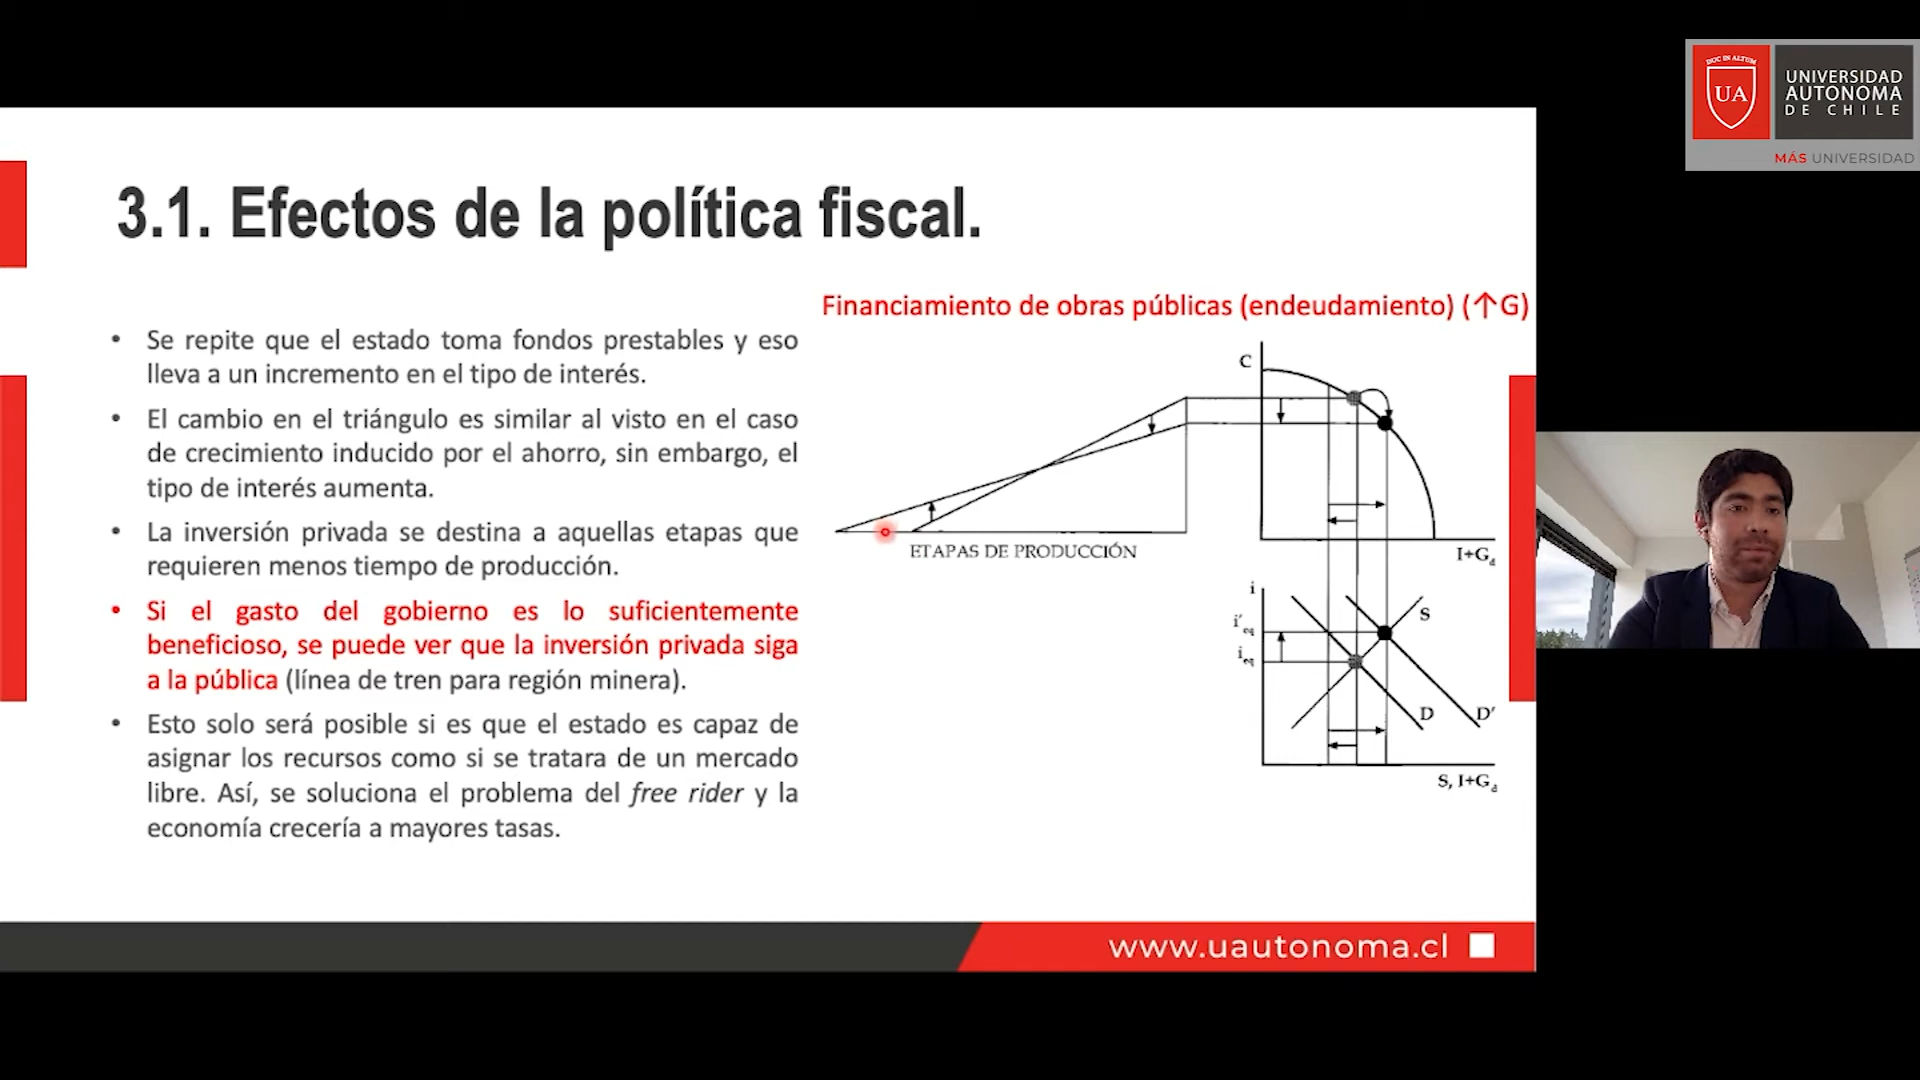 DUC IN ALTUM
UA
UNIVERSIDAD
AUTONOMA
DE CHILE
MÁS UNIVERSIDAD
3.1. Efectos de la política fiscal.
Financiamiento de obras públicas (endeudamiento) (↑G)
• Se repite que el estado toma fondos prestables y eso
lleva a un incremento en el tipo de interés.
• El cambio en el triángulo es similar al visto en el caso
de crecimiento inducido por el ahorro, sin embargo, el
tipo de interés aumenta.
• La inversión privada se destina a aquellas etapas que
requieren menos tiempo de producción.
• Si el gasto del gobierno es lo suficientemente
beneficioso, se puede ver que la inversión privada siga
a la pública (línea de tren para región minera).
• Esto solo será posible si es que el estado es capaz de
asignar los recursos como si se tratara de un mercado
libre. Así, se soluciona el problema del free rider y la
economía crecería a mayores tasas.
C
ETAPAS DE PRODUCCIÓN
I+G
i
i'
i
S
D
D'
S, I+G
www.uautonoma.cl